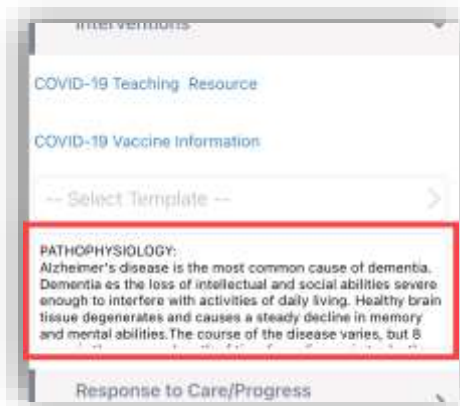 Interventions
COVID-19 Teaching Resource
COVID-19 Vaccine Information
-- Select Template --
PATHOPHYSIOLOGY:
Alzheimer's disease is the most common cause of dementia.
Dementia es the loss of intellectual and social abilities severe
enough to interfere with activities of daily living. Healthy brain
tissue degenerates and causes a steady decline in memory
and mental abilities.The course of the disease varies, but 8
Response to Care/Progress